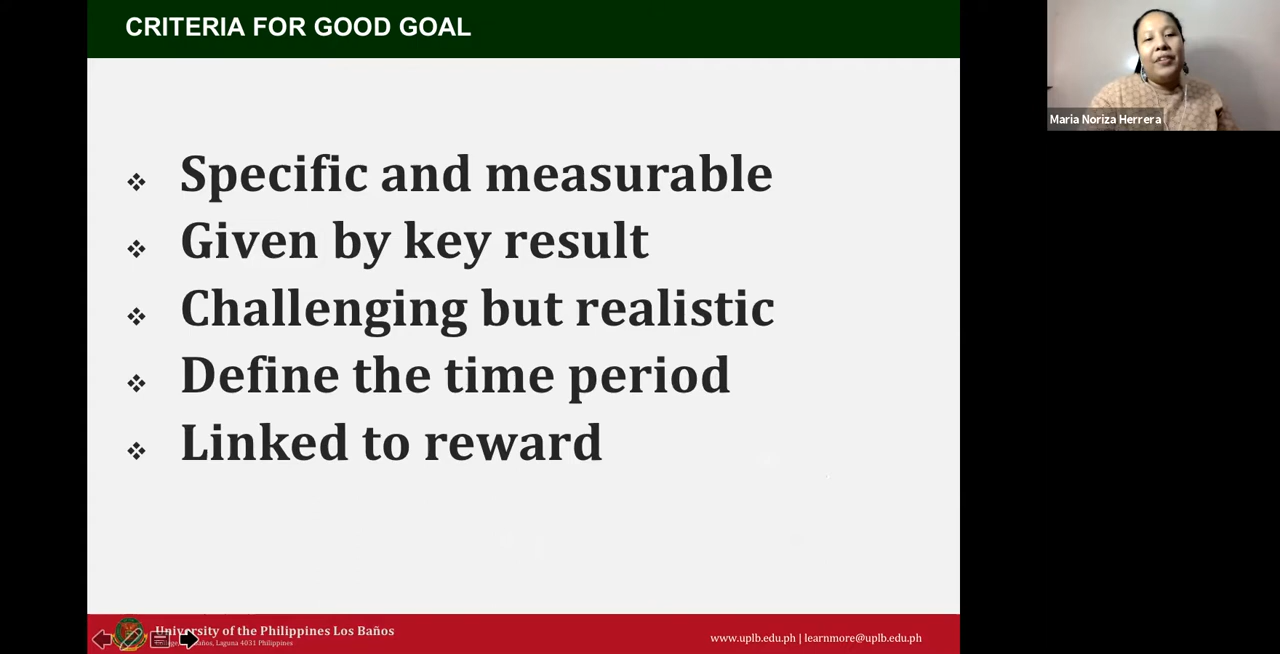 CRITERIA FOR GOOD GOAL
Maria Noriza Herrera
❖ Specific and measurable
❖ Given by key result
❖ Challenging but realistic
❖ Define the time period
❖ Linked to reward
University of the Philippines Los Baños
Laguna 4031 Philippines
www.uplb.edu.ph | learnmore@uplb.edu.ph